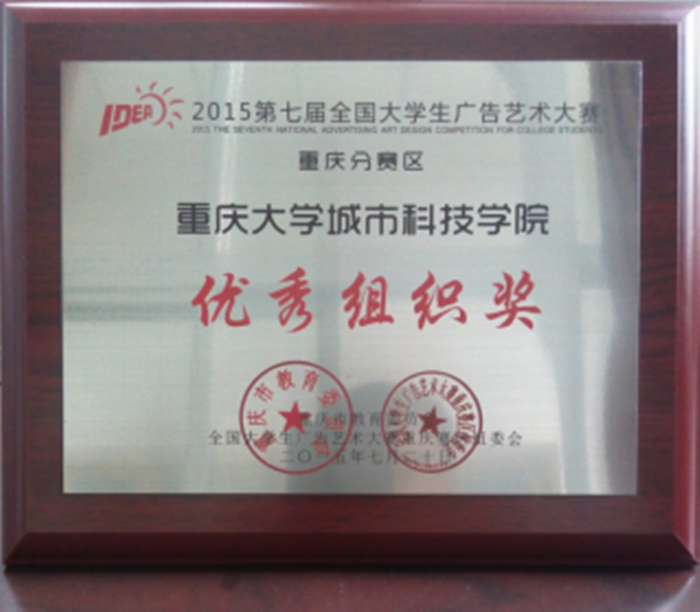 IDEA
2015第七届全国大学生广告艺术大赛
2015 THE SEVENTH NATIONAL ADVERTISING ART DESIGN COMPETITION FOR COLLEGE STUDENTS
重庆分赛区
重庆大学城市科技学院
优秀组织奖
重庆市教育委员会
全国大学生广告艺术大赛重庆赛区组委会
二〇一五年七月二十日